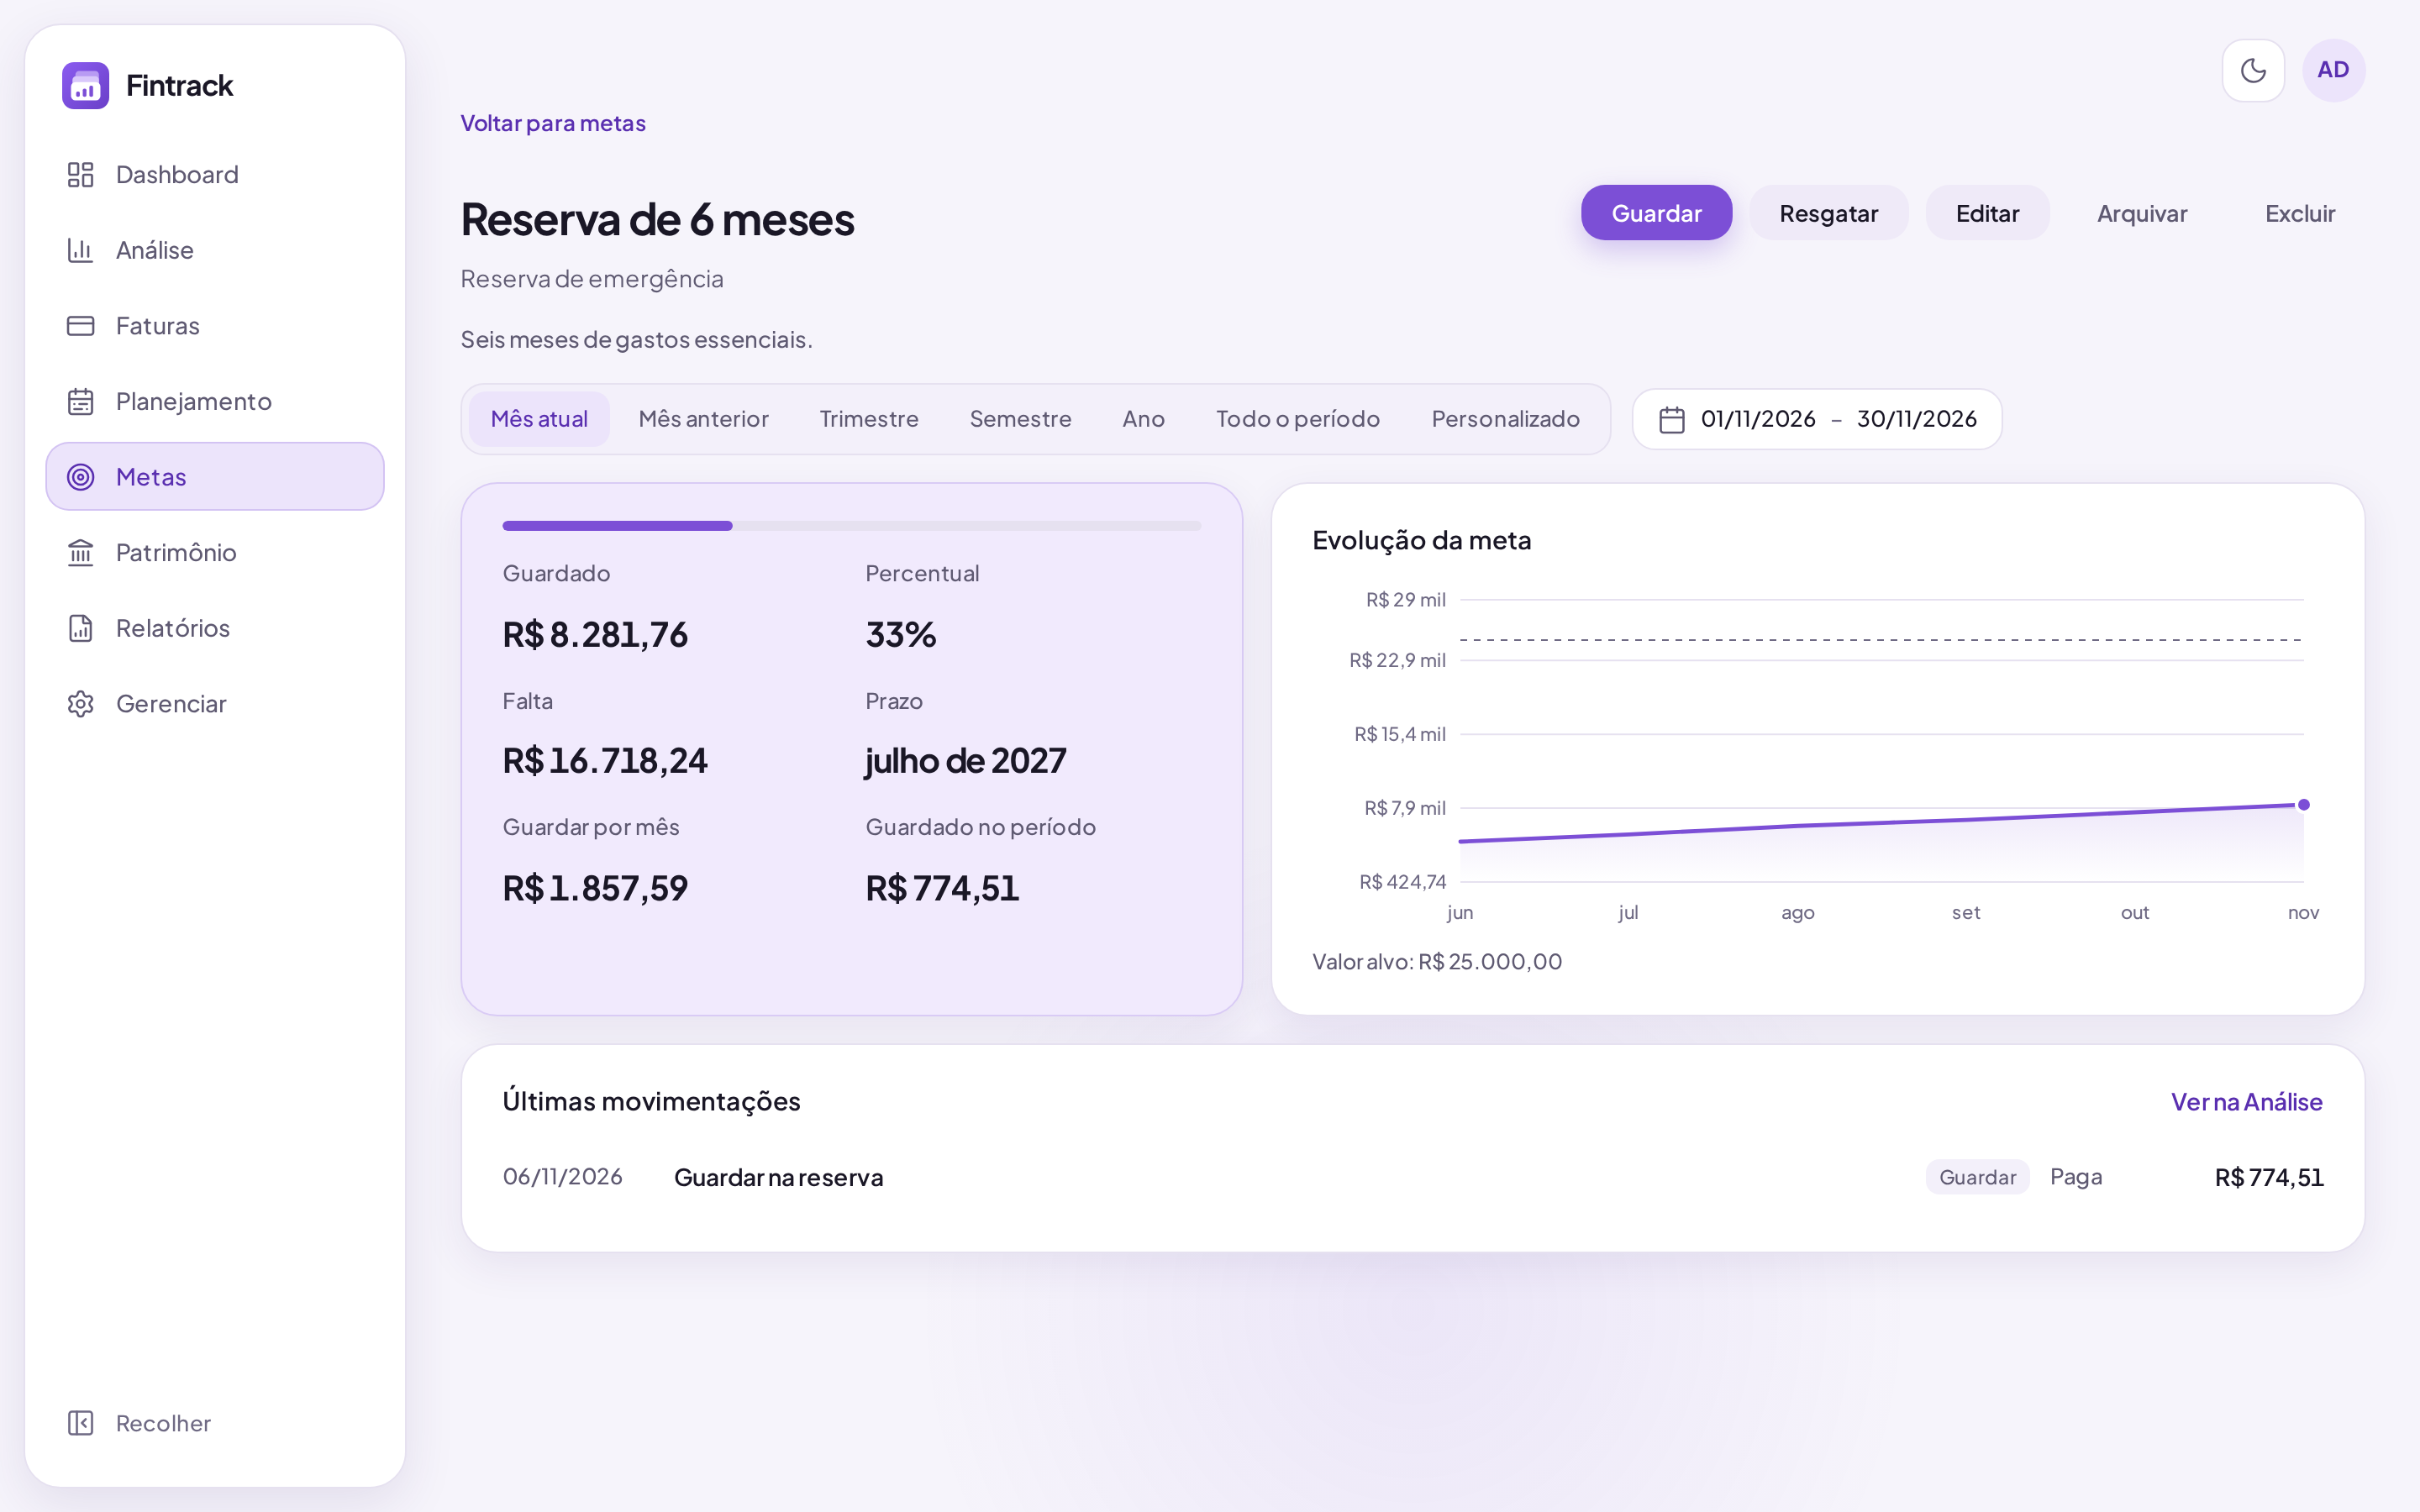 Fintrack
Dashboard
Análise
Faturas
Planejamento
Metas
Patrimônio
Relatórios
Gerenciar
Recolher
AD
Voltar para metas
Reserva de 6 meses
Guardar Resgatar Editar Arquivar Excluir
Reserva de emergência
Seis meses de gastos essenciais.
Mês atual Mês anterior Trimestre Semestre Ano Todo o período Personalizado 01/11/2026 – 30/11/2026
Guardado Percentual
R$ 8.281,76 33%
Falta Prazo
R$ 16.718,24 julho de 2027
Guardar por mês Guardado no período
R$ 1.857,59 R$ 774,51
Evolução da meta
R$ 29 mil
R$ 22,9 mil
R$ 15,4 mil
R$ 7,9 mil
R$ 424,74
jun jul ago set out nov
Valor alvo: R$ 25.000,00
Últimas movimentações Ver na Análise
06/11/2026 Guardar na reserva Guardar Paga R$ 774,51